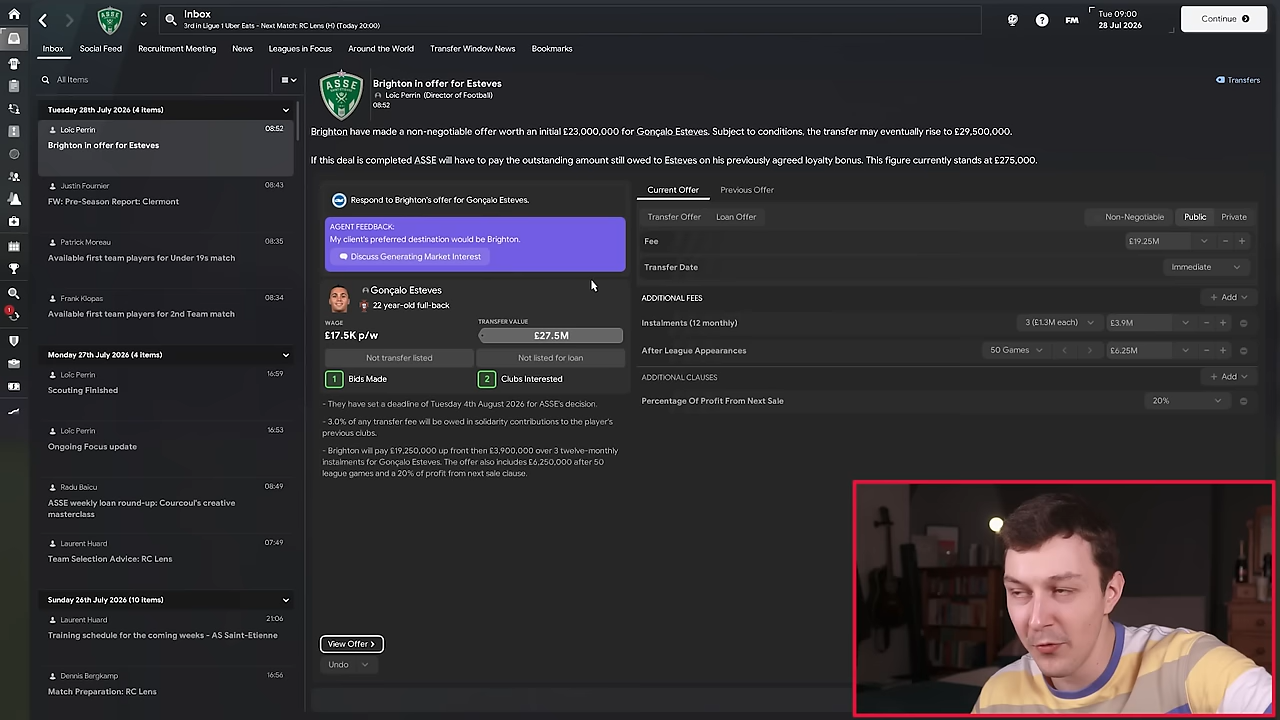 Inbox
3rd in Ligue 1 Uber Eats - Next Match: RC Lens (H) (Today 20:00)
FM
Tue 09:00
28 Jul 2026
Continue
Inbox
Social Feed
Recruitment Meeting
News
Leagues in Focus
Around the World
Transfer Window News
Bookmarks
All Items
Tuesday 28th July 2026 (4 items)
Loïc Perrin 08:52
Brighton in offer for Esteves
Justin Fournier 08:43
FW: Pre-Season Report: Clermont
Patrick Moreau 08:35
Available first team players for Under 19s match
Frank Klopas 08:34
Available first team players for 2nd Team match
Monday 27th July 2026 (4 items)
Loïc Perrin 16:59
Scouting Finished
Loïc Perrin 16:53
Ongoing Focus update
Radu Baicu 08:49
ASSE weekly loan round-up: Courcoul's creative
masterclass
Laurent Huard 07:49
Team Selection Advice: RC Lens
Sunday 26th July 2026 (10 items)
Laurent Huard 21:06
Training schedule for the coming weeks - AS Saint-Etienne
Dennis Bergkamp 16:56
Match Preparation: RC Lens
1
ASSE
Brighton in offer for Esteves
Loïc Perrin (Director of Football)
08:52
Transfers
Brighton have made a non-negotiable offer worth an initial £23,000,000 for Gonçalo Esteves. Subject to conditions, the transfer may eventually rise to £29,500,000.
If this deal is completed ASSE will have to pay the outstanding amount still owed to Esteves on his previously agreed loyalty bonus. This figure currently stands at £275,000.
Respond to Brighton's offer for Gonçalo Esteves.
AGENT FEEDBACK:
My client's preferred destination would be Brighton.
Discuss Generating Market Interest
Gonçalo Esteves
22 year-old full-back
WAGE
£17.5K p/w
TRANSFER VALUE
£27.5M
Not transfer listed
Not listed for loan
1 Bids Made
2 Clubs Interested
- They have set a deadline of Tuesday 4th August 2026 for ASSE's decision.
- 3.0% of any transfer fee will be owed in solidarity contributions to the player's
previous clubs.
- Brighton will pay £19,250,000 up front then £3,900,000 over 3 twelve-monthly
instalments for Gonçalo Esteves. The offer also includes £6,250,000 after 50
league games and a 20% of profit from next sale clause.
View Offer
Undo
Current Offer
Previous Offer
Transfer Offer
Loan Offer
Non-Negotiable
Public
Private
Fee £19.25M
Transfer Date Immediate
ADDITIONAL FEES + Add
Instalments (12 monthly) 3 (£1.3M each) £3.9M
After League Appearances 50 Games £6.25M
ADDITIONAL CLAUSES + Add
Percentage Of Profit From Next Sale 20%